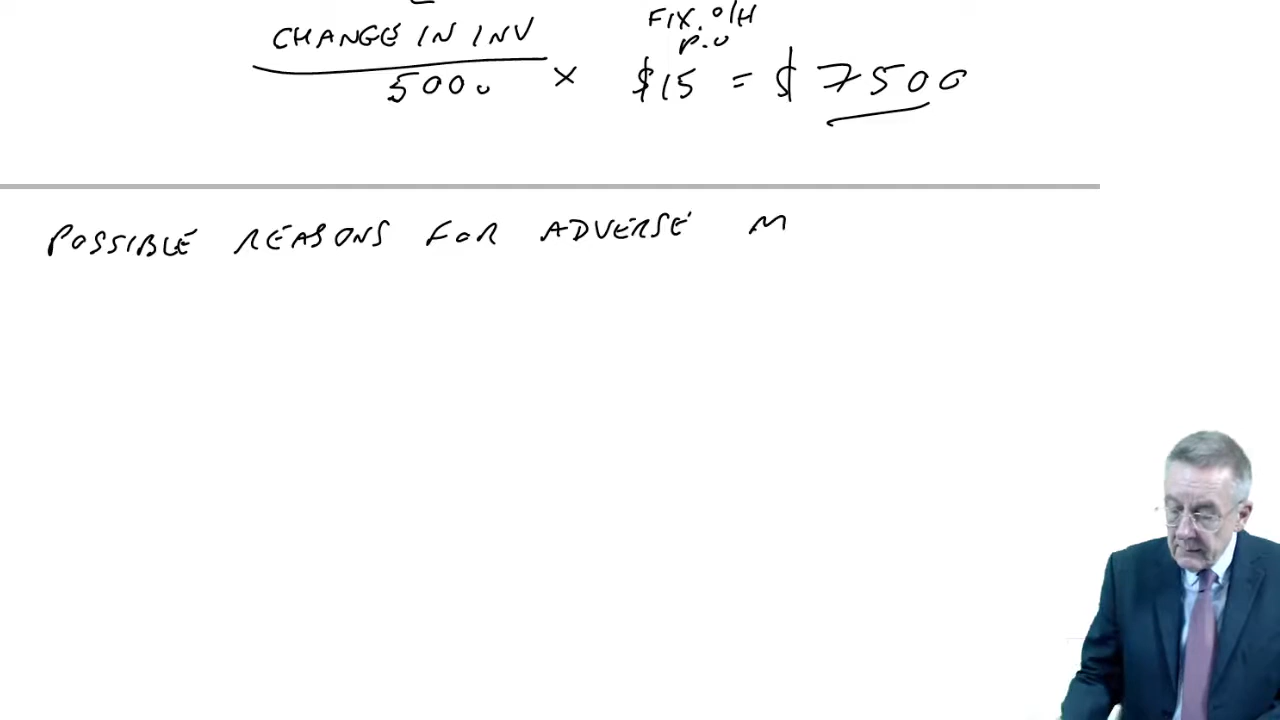 FIX. O/H
CHANGE IN INV P.U
5000 × $15 = $7500
POSSIBLE REASONS FOR ADVERSE M